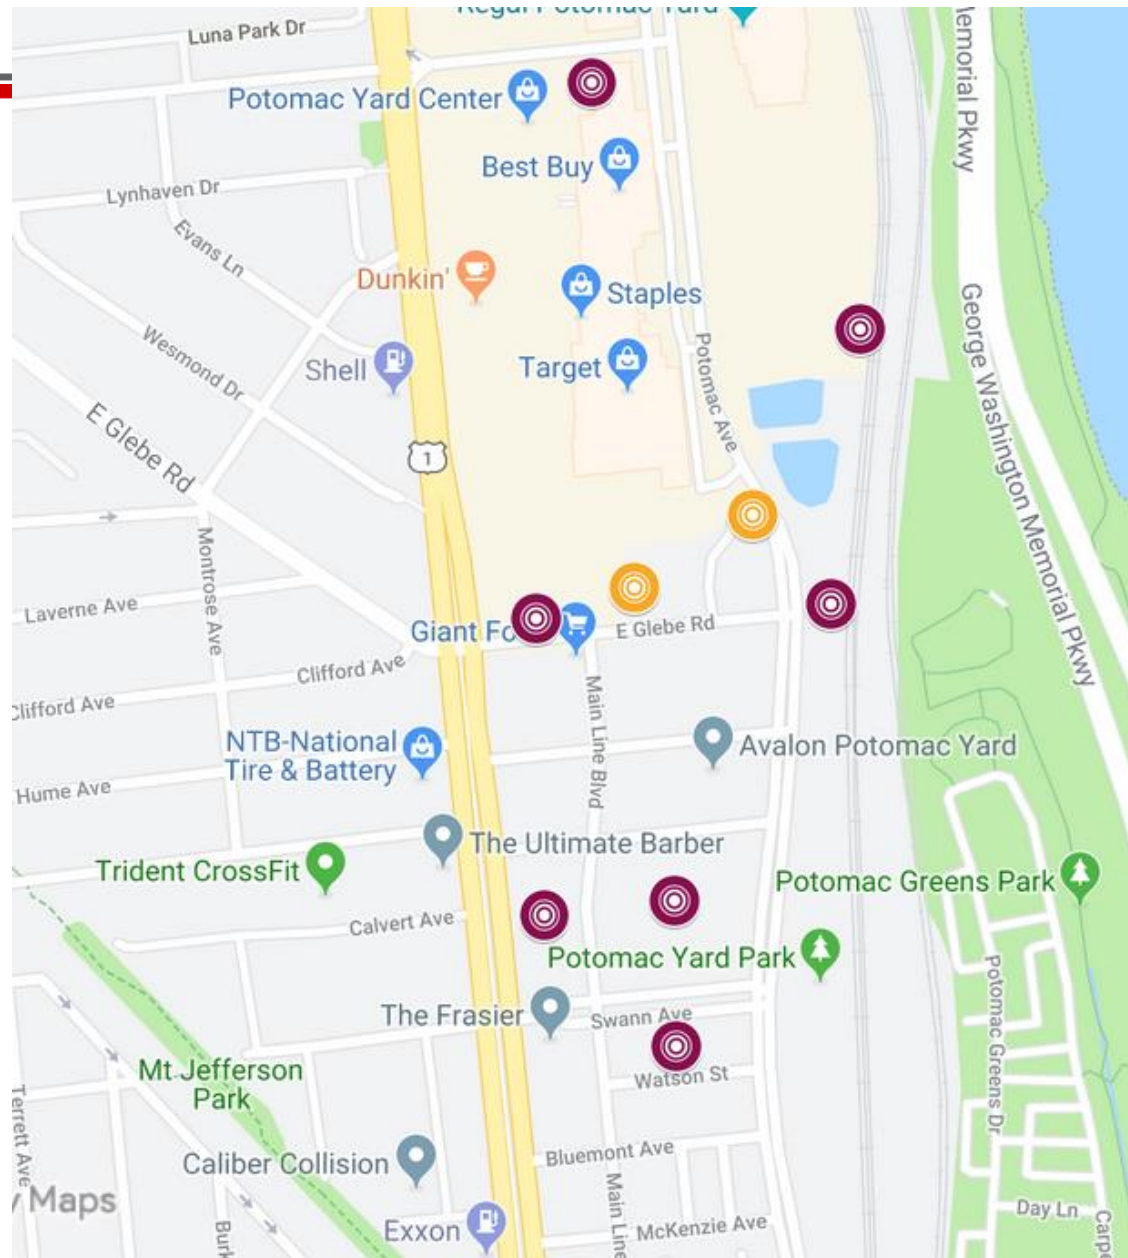 Regal Potomac Yard
Luna Park Dr
Memorial Pkwy
Potomac Yard Center
Best Buy
Lynhaven Dr
Evans Ln
Dunkin'
Staples
George Washington Memorial Pkwy
Wesmond Dr
Shell
Target
Potomac Ave
E Glebe Rd
1
Montrose Ave
Laverne Ave
Giant Fo
E Glebe Rd
Clifford Ave
Clifford Ave
Main Line Blvd
NTB-National
Tire & Battery
Avalon Potomac Yard
Hume Ave
The Ultimate Barber
Trident CrossFit
Potomac Greens Park
Calvert Ave
Potomac Yard Park
Potomac Greens Dr
The Frasier
Swann Ave
Mt Jefferson
Park
Watson St
Terrett Ave
Bluemont Ave
Caliber Collision
Maps
Main Line
Day Ln
Exxon
McKenzie Ave